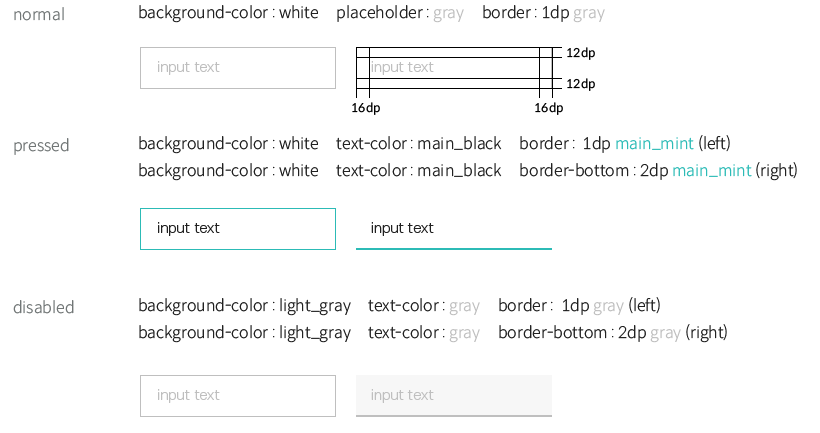 normal background-color : white placeholder : gray border : 1dp gray
input text input text 12dp
12dp
16dp 16dp
pressed background-color : white text-color : main_black border : 1dp main_mint (left)
background-color : white text-color : main_black border-bottom : 2dp main_mint (right)
input text input text
disabled background-color : light_gray text-color : gray border : 1dp gray (left)
background-color : light_gray text-color : gray border-bottom : 2dp gray (right)
input text input text